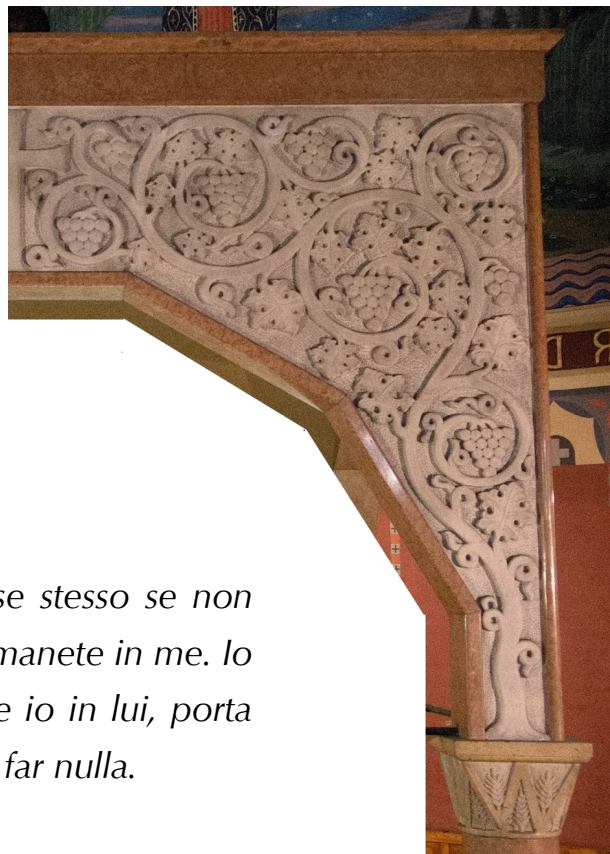 se stesso se non
manete in me. Io
e io in lui, porta
far nulla.